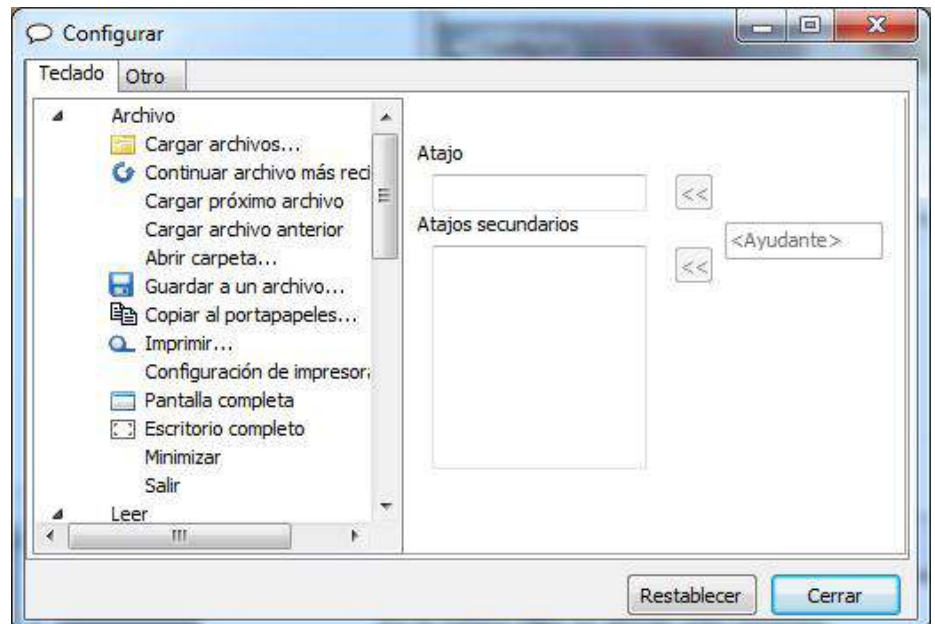 Configurar
Teclado
Otro
Archivo
Cargar archivos...
Continuar archivo más reci
Cargar próximo archivo
Cargar archivo anterior
Abrir carpeta...
Guardar a un archivo...
Copiar al portapapeles...
Imprimir...
Configuración de impresor
Pantalla completa
Escritorio completo
Minimizar
Salir
Leer
Atajo
<<
Atajos secundarios
<Ayudante>
<<
Restablecer
Cerrar